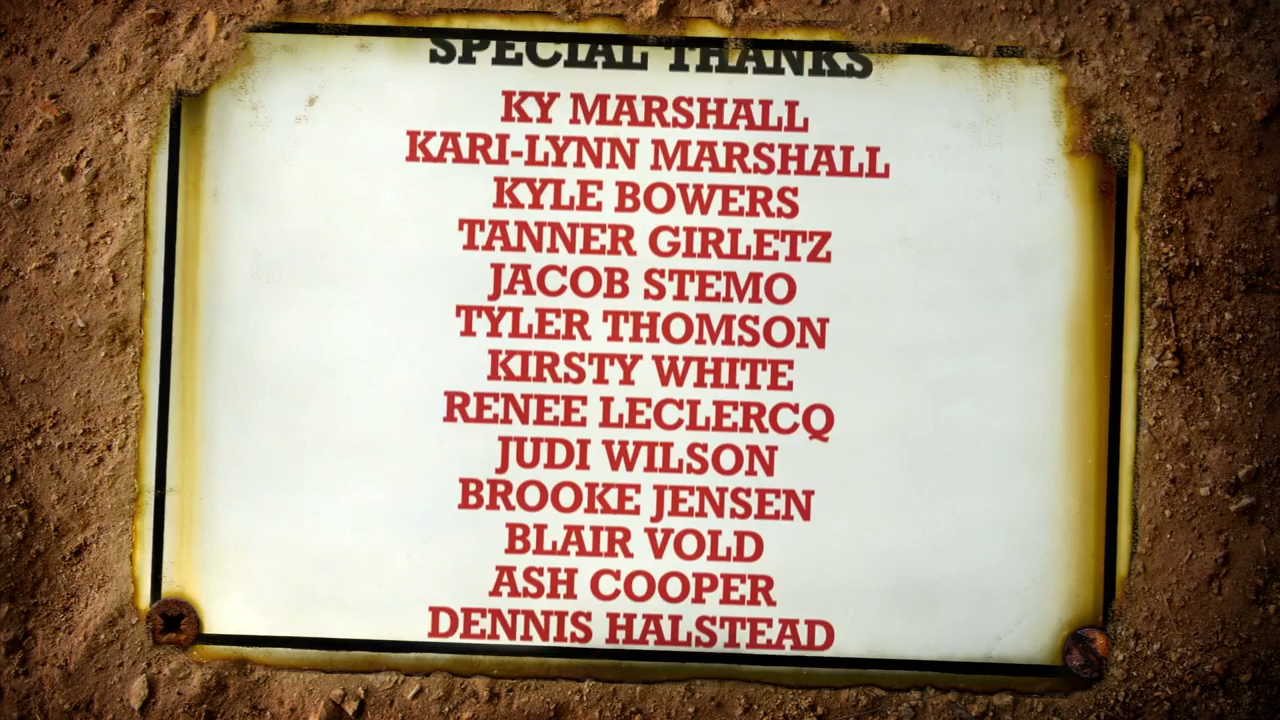 SPECIAL THANKS
KY MARSHALL
KARI-LYNN MARSHALL
KYLE BOWERS
TANNER GIRLETZ
JACOB STEMO
TYLER THOMSON
KIRSTY WHITE
RENEE LECLERCQ
JUDI WILSON
BROOKE JENSEN
BLAIR VOLD
ASH COOPER
DENNIS HALSTEAD